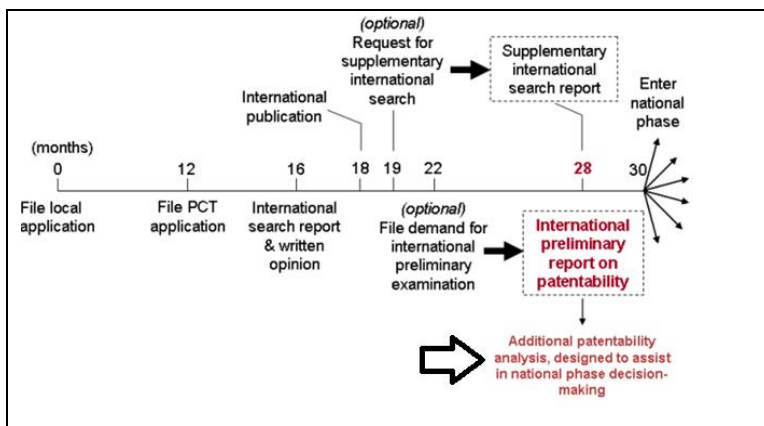 (optional)
Request for
supplementary
international
search
Supplementary
international
search report
Enter
national
phase
International
publication
(months)
0
12
16
18
19
22
28
30
File local
application
File PCT
application
International
search report
& written
opinion
(optional)
File demand for
international
preliminary
examination
International
preliminary
report on
patentability
Additional patentability
analysis, designed to assist
in national phase decision-
making